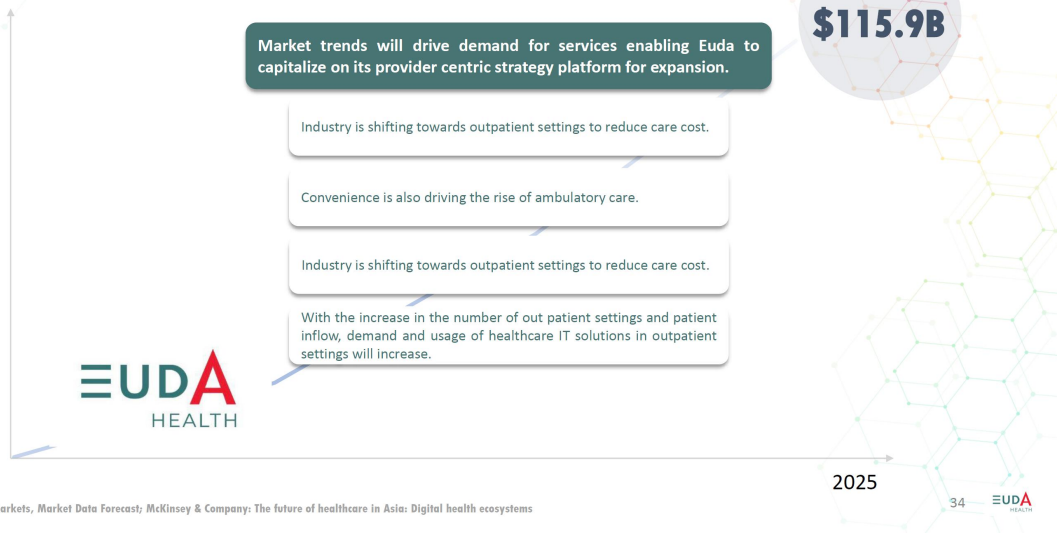 $115.9B
Market trends will drive demand for services enabling Euda to
capitalize on its provider centric strategy platform for expansion.
Industry is shifting towards outpatient settings to reduce care cost.
Convenience is also driving the rise of ambulatory care.
Industry is shifting towards outpatient settings to reduce care cost.
With the increase in the number of out patient settings and patient
inflow, demand and usage of healthcare IT solutions in outpatient
settings will increase.
EUDA
HEALTH
2025
arkets, Market Data Forecast; McKinsey & Company: The future of healthcare in Asia: Digital health ecosystems
34
EUDA
HEALTH